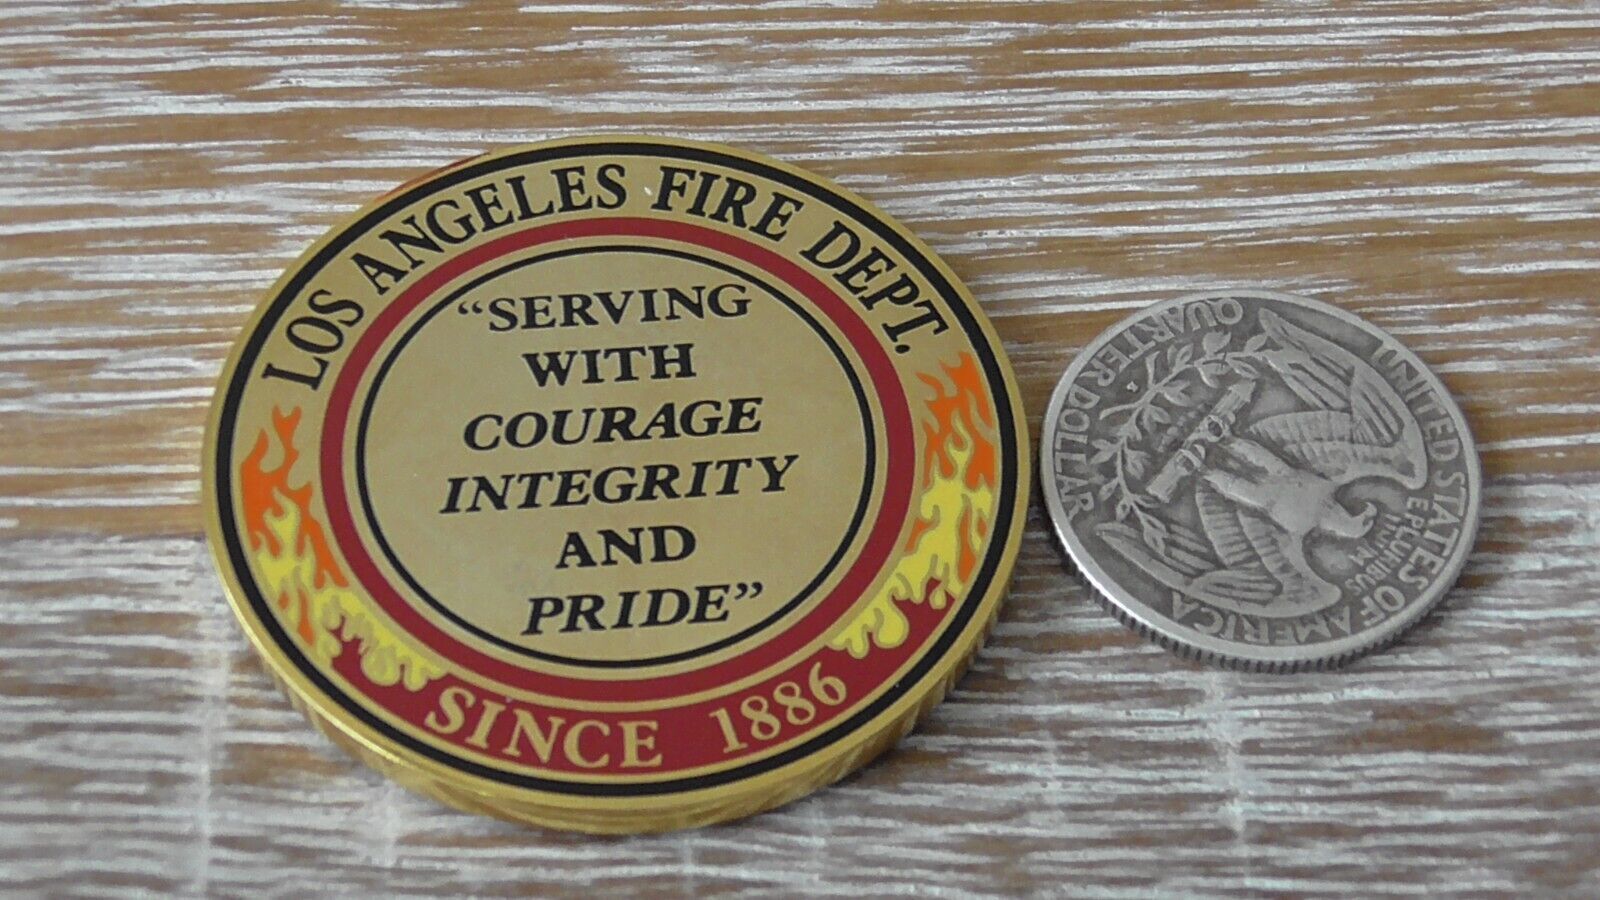 LOS ANGELES FIRE DEPT.
“SERVING
WITH
COURAGE
INTEGRITY
AND
PRIDE”
SINCE 1886
UNITED STATES OF AMERICA
E PLURIBUS
UNUM
QUARTER DOLLAR